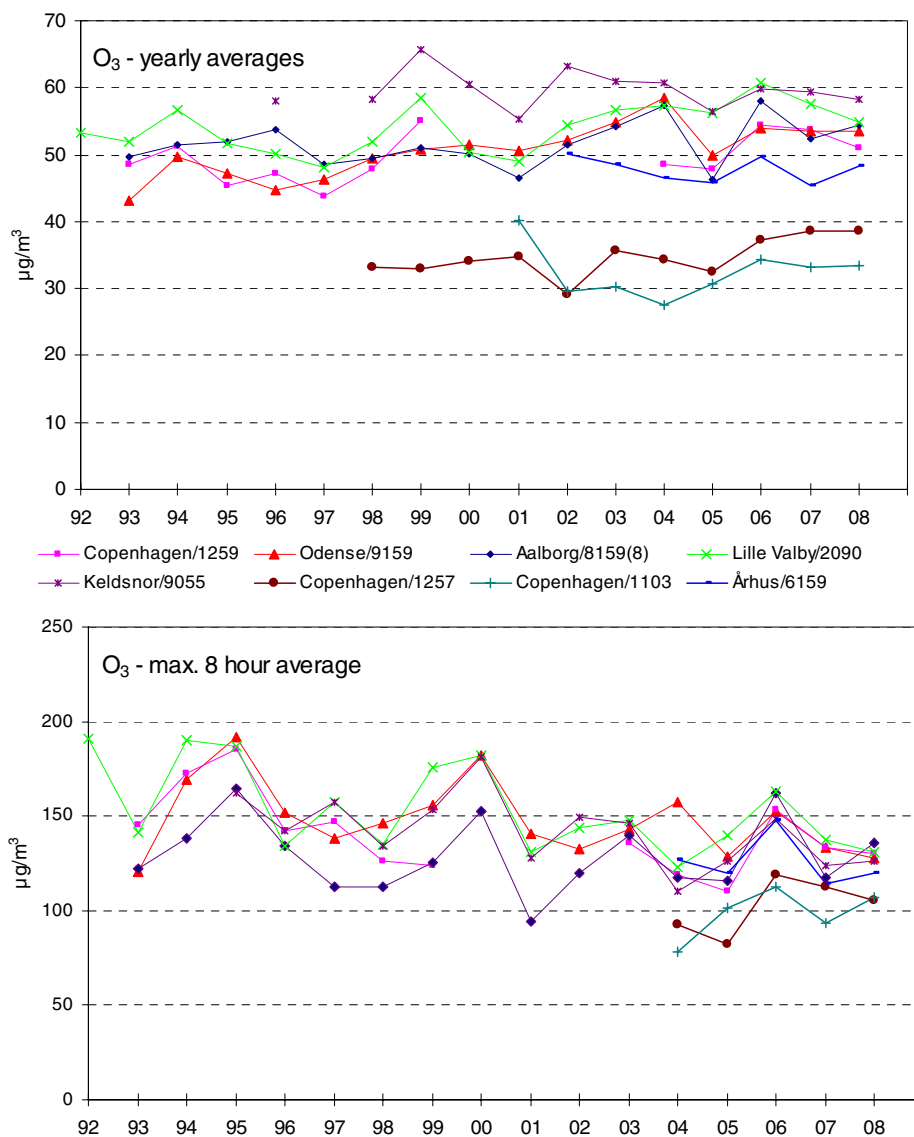 70
O3 - yearly averages
60
50
40
µg/m3
30
20
10
0
92 93 94 95 96 97 98 99 00 01 02 03 04 05 06 07 08
Copenhagen/1259 Odense/9159 Aalborg/8159(8) Lille Valby/2090
Keldsnor/9055 Copenhagen/1257 Copenhagen/1103 Århus/6159
250
O3 - max. 8 hour average
200
150
µg/m3
100
50
0
92 93 94 95 96 97 98 99 00 01 02 03 04 05 06 07 08